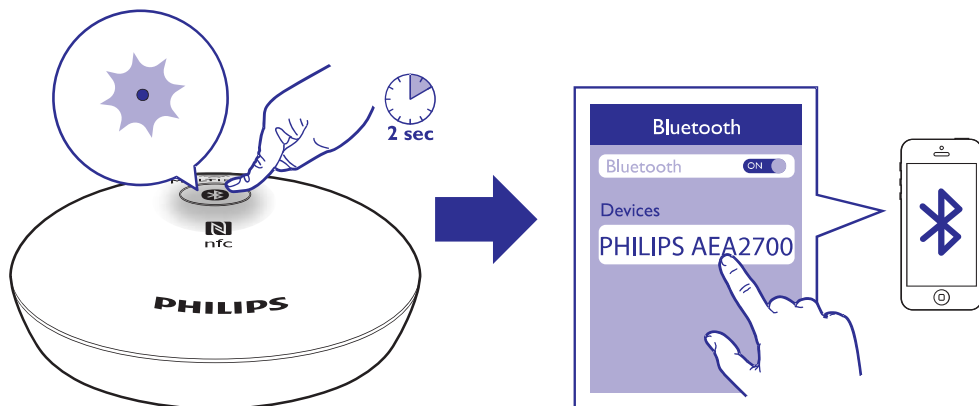 2 sec
nfc
PHILIPS
Bluetooth
Bluetooth
ON
Devices
PHILIPS AEA2700